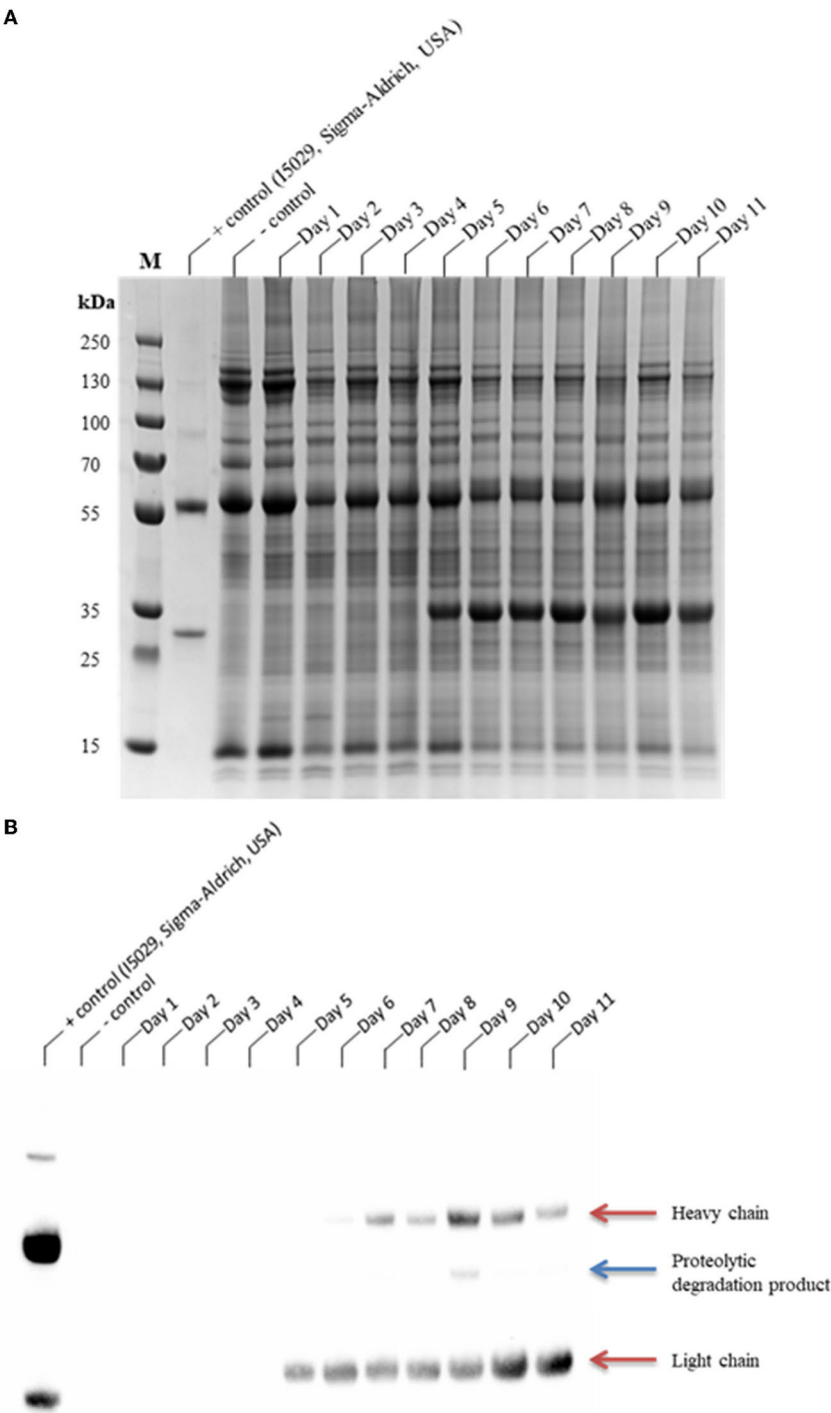 A
+ control (I5029, Sigma-Aldrich, USA)
- control
Day 1
Day 2
Day 3
Day 4
Day 5
Day 6
Day 7
Day 8
Day 9
Day 10
Day 11
M
kDa
250
130
100
70
55
35
25
15
B
+ control (I5029, Sigma-Aldrich, USA)
- control
Day 1
Day 2
Day 3
Day 4
Day 5
Day 6
Day 7
Day 8
Day 9
Day 10
Day 11
Heavy chain
Proteolytic
degradation product
Light chain